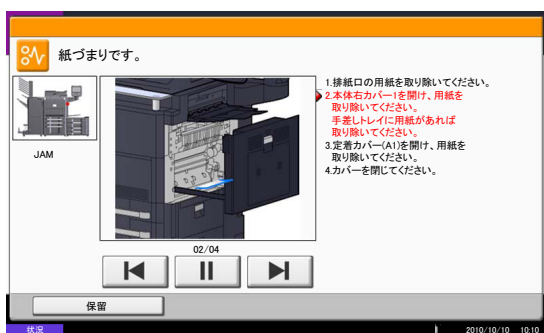 紙づまりです。
JAM
1.排紙口の用紙を取り除いてください。
2.本体右カバー1を開け、用紙を
取り除いてください。
手差しトレイに用紙があれば
取り除いてください。
3.定着カバー(A1)を開け、用紙を
取り除いてください。
4.カバーを閉じてください。
02/04
保留
状況
2010/10/10 10:10